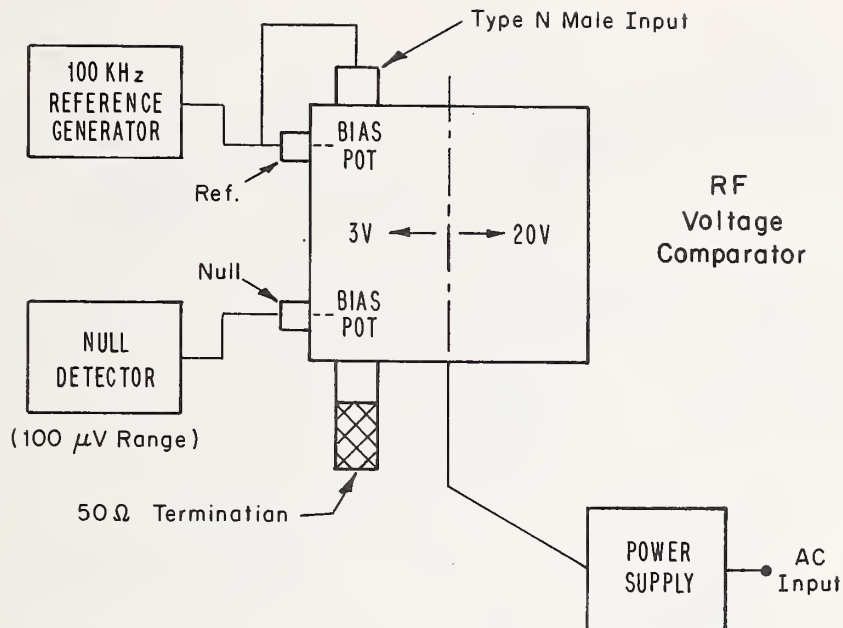 Type N Male Input
100 KHz
REFERENCE
GENERATOR
BIAS
POT
Ref.
RF
Voltage
Comparator
3V
20V
Null
BIAS
POT
NULL
DETECTOR
(100 μV Range)
50Ω Termination
POWER
SUPPLY
AC
Input